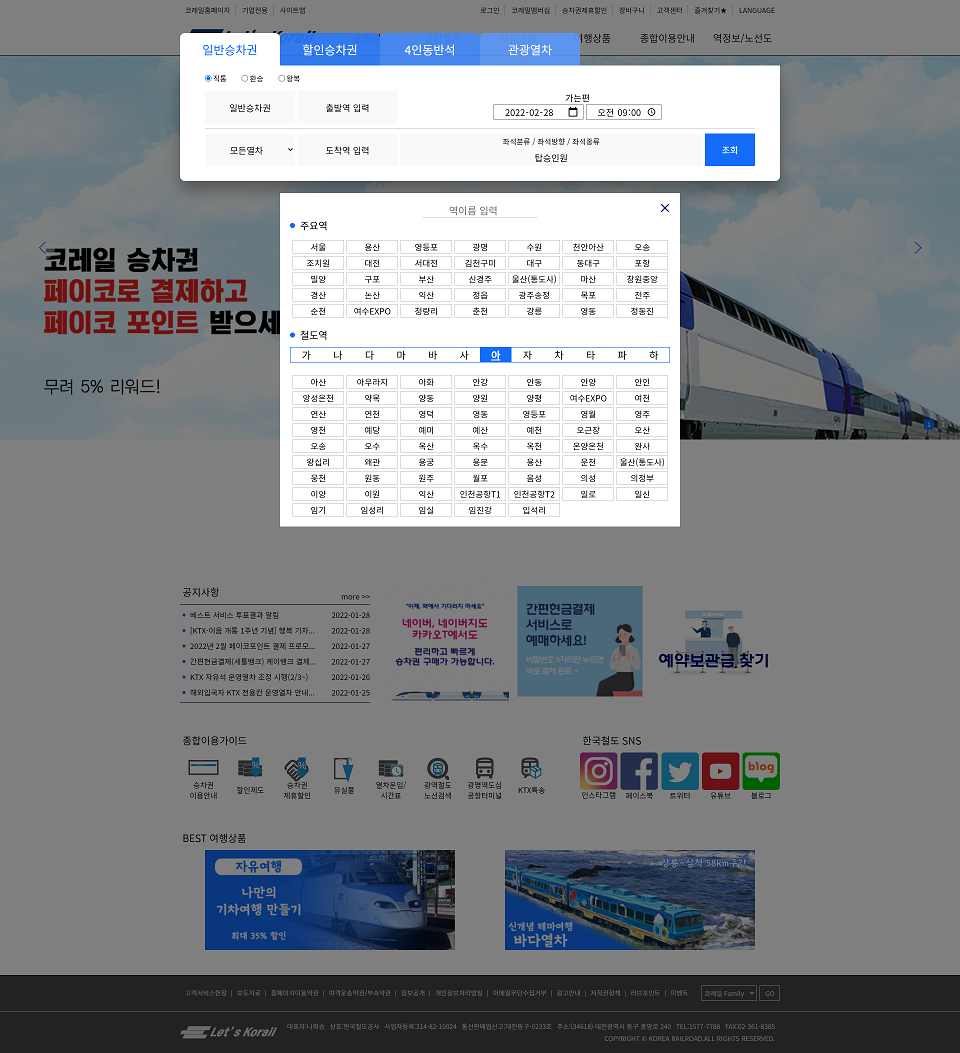 코레일홈페이지 기업전용 사이트맵 로그인 코레일멤버십 승차권제휴할인 장바구니 고객센터 즐겨찾기★ LANGUAGE
여행상품 종합이용안내 역정보/노선도
일반승차권 할인승차권 4인동반석 관광열차
직통 환승 왕복
가는편
일반승차권 출발역 입력 2022-02-28 오전 09:00
모든열차 도착역 입력 좌석분류 / 좌석방향 / 좌석종류 조회
탑승인원
역이름 입력
주요역
서울 용산 영등포 광명 수원 천안아산 오송
조치원 대전 서대전 김천구미 대구 동대구 포항
밀양 구포 부산 신경주 울산(통도사) 마산 창원중앙
경산 논산 익산 정읍 광주송정 목포 전주
순천 여수EXPO 청량리 춘천 강릉 영동 정동진
철도역
가 나 다 마 바 사 아 자 차 타 파 하
아산 아우라지 아화 안강 안동 안양 안인
앙성온천 약목 양동 양원 양평 여수EXPO 여천
연산 연천 영덕 영동 영등포 영월 영주
영천 예당 예미 예산 예천 오근장 오산
오송 오수 옥산 옥수 옥천 온양온천 완사
왕십리 왜관 용궁 용문 용산 운천 울산(통도사)
웅천 원동 원주 월포 음성 의성 의정부
이양 이원 익산 인천공항T1 인천공항T2 일로 일신
임기 임성리 임실 임진강 입석리
코레일 승차권
페이코로 결제하고
페이코 포인트 받으세
무려 5% 리워드!
1
공지사항 more >>
베스트 서비스 투표결과 알림 2022-01-28
[KTX-이음 개통 1주년 기념] 행복 기차... 2022-01-28
2022년 2월 페이코포인트 결제 프로모... 2022-01-27
간편현금결제(세틀뱅크) 케이뱅크 결제... 2022-01-27
KTX 자유석 운영열차 조정 시행(2/3~) 2022-01-26
해외입국자 KTX 전용칸 운영열차 안내... 2022-01-25
"이제, 역에서 기다리지 마세요"
네이버, 네이버지도
카카오T에서도
편리하고 빠르게
승차권 구매가 가능합니다.
간편현금결제
서비스로
예매하세요!
비밀번호 6자리만 누르면
바로 결제 완료 ~
예약보관금 찾기
종합이용가이드
승차권
이용안내
할인제도
승차권
제휴할인
유실물
열차운임/
시간표
광역철도
노선검색
광명역도심
공항터미널
KTX특송
한국철도 SNS
인스타그램 페이스북 트위터 유튜브 블로그
blog
BEST 여행상품
자유여행
나만의
기차여행 만들기
최대 35% 할인
강릉~삼척 58km구간
신개념 테마여행
바다열차
고객서비스헌장 | 보도자료 | 홈페이지이용약관 | 여객운송약관/부속약관 | 정보공개 | 개인정보처리방침 | 이메일무단수집거부 | 광고안내 | 저작권정책 | 러브포인트 | 이벤트 코레일 Family GO
Let's Korail 대표자:나희승 상호:한국철도공사 사업자등록:314-82-10024 통신판매업신고:대전동구-0233호 주소:(34618) 대전광역시 동구 중앙로 240 TEL:1577-7788 FAX:02-361-8385
COPYRIGHT © KOREA RAILROAD.ALL RIGHTS RESERVED.